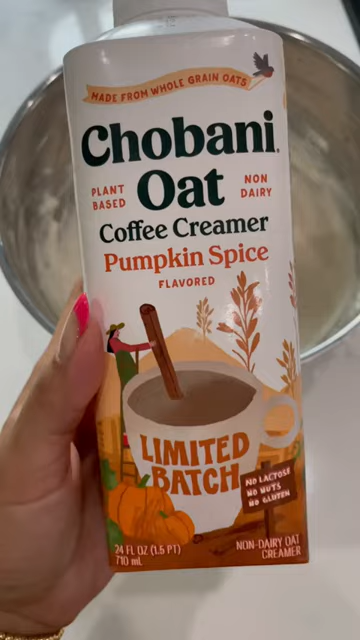 MADE FROM WHOLE GRAIN OATS
Chobani.
PLANT BASED
Oat
NON DAIRY
Coffee Creamer
Pumpkin Spice
FLAVORED
LIMITED
BATCH
NO LACTOSE
NO NUTS
NO GLUTEN
24 FL OZ (1.5 PT)
710 mL
NON-DAIRY OAT
CREAMER